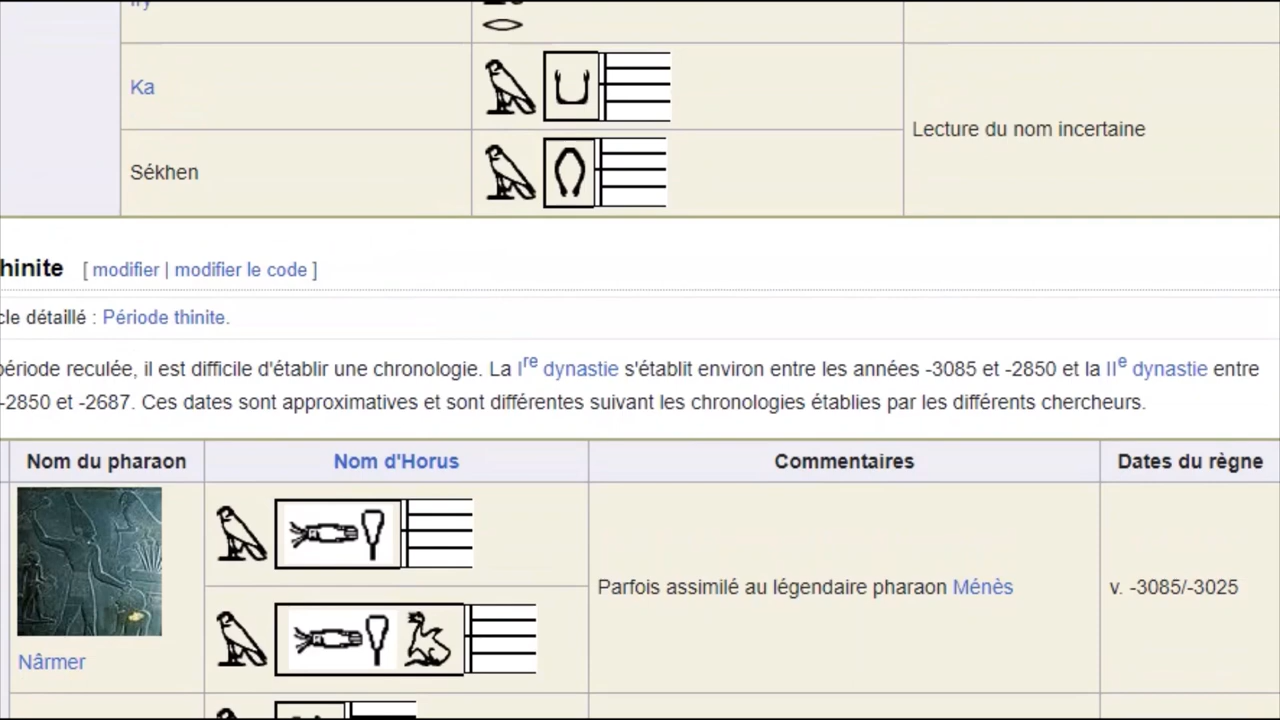 Iry
Ka
Lecture du nom incertaine
Sékhen
hinite [ modifier | modifier le code ]
cle détaillé : Période thinite.
période reculée, il est difficile d'établir une chronologie. La Ire dynastie s'établit environ entre les années -3085 et -2850 et la IIe dynastie entre
-2850 et -2687. Ces dates sont approximatives et sont différentes suivant les chronologies établies par les différents chercheurs.
Nom du pharaon Nom d'Horus Commentaires Dates du règne
Parfois assimilé au légendaire pharaon Ménès v. -3085/-3025
Nârmer